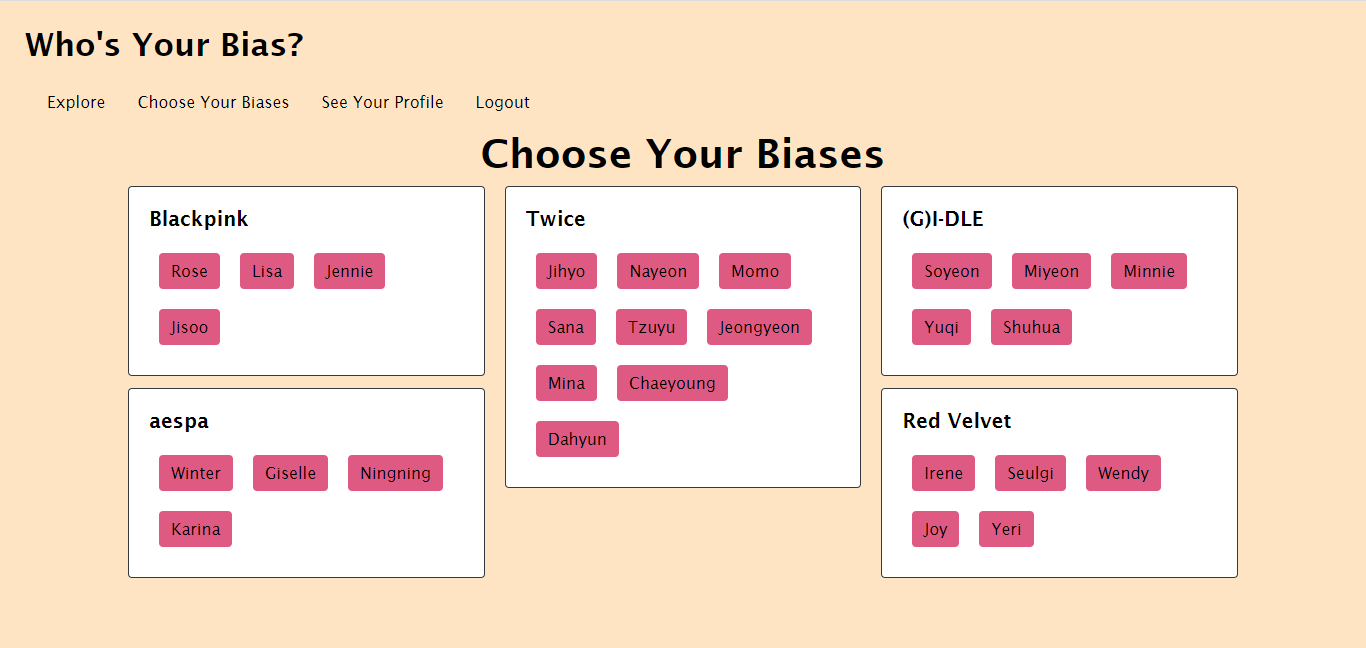 Who's Your Bias?
Explore Choose Your Biases See Your Profile Logout
Choose Your Biases
Blackpink
Rose Lisa Jennie
Jisoo
aespa
Winter Giselle Ningning
Karina
Twice
Jihyo Nayeon Momo
Sana Tzuyu Jeongyeon
Mina Chaeyoung
Dahyun
(G)I-DLE
Soyeon Miyeon Minnie
Yuqi Shuhua
Red Velvet
Irene Seulgi Wendy
Joy Yeri